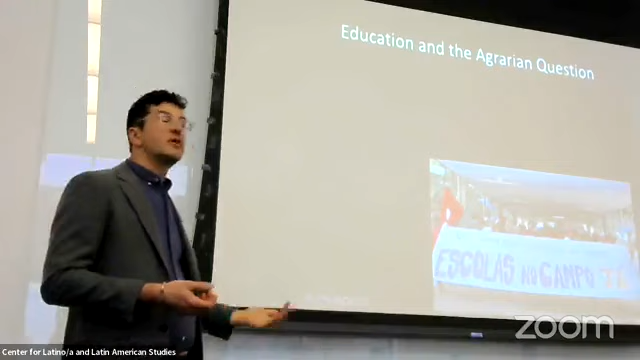 Education and the Agrarian Question
ESCOLAS NO CAMPO
zoom
Center for Latino/a and Latin American Studies